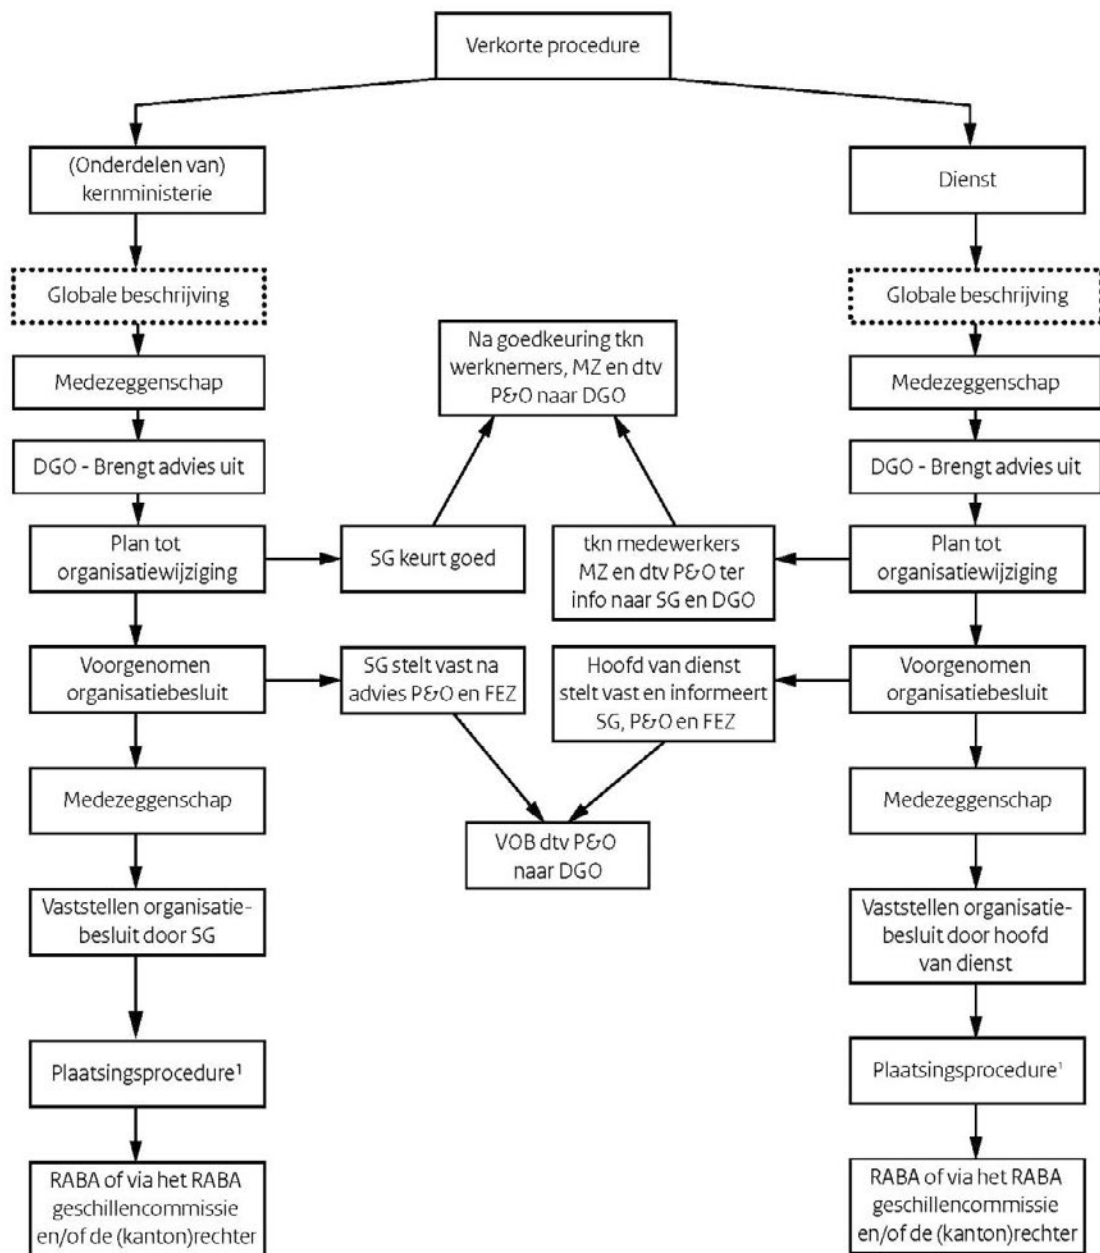 Verkorte procedure
(Onderdelen van)
kernministerie
Dienst
Globale beschrijving
Globale beschrijving
Na goedkeuring tkn
werknemers, MZ en dtv
P&O naar DGO
Medezeggenschap
Medezeggenschap
DGO - Brengt advies uit
DGO - Brengt advies uit
Plan tot
organisatiewijziging
SG keurt goed
tkn medewerkers
MZ en dtv P&O ter
info naar SG en DGO
Plan tot
organisatiewijziging
Voorgenomen
organisatiebesluit
SG stelt vast na
advies P&O en FEZ
Hoofd van dienst
stelt vast en informeert
SG, P&O en FEZ
Voorgenomen
organisatiebesluit
Medezeggenschap
Medezeggenschap
VOB dtv P&O
naar DGO
Vaststellen organisatie-
besluit door SG
Vaststellen organisatie-
besluit door hoofd
van dienst
Plaatsingsprocedure¹
Plaatsingsprocedure¹
RABA of via het RABA
geschillencommissie
en/of de (kanton)rechter
RABA of via het RABA
geschillencommissie
en/of de (kanton)rechter